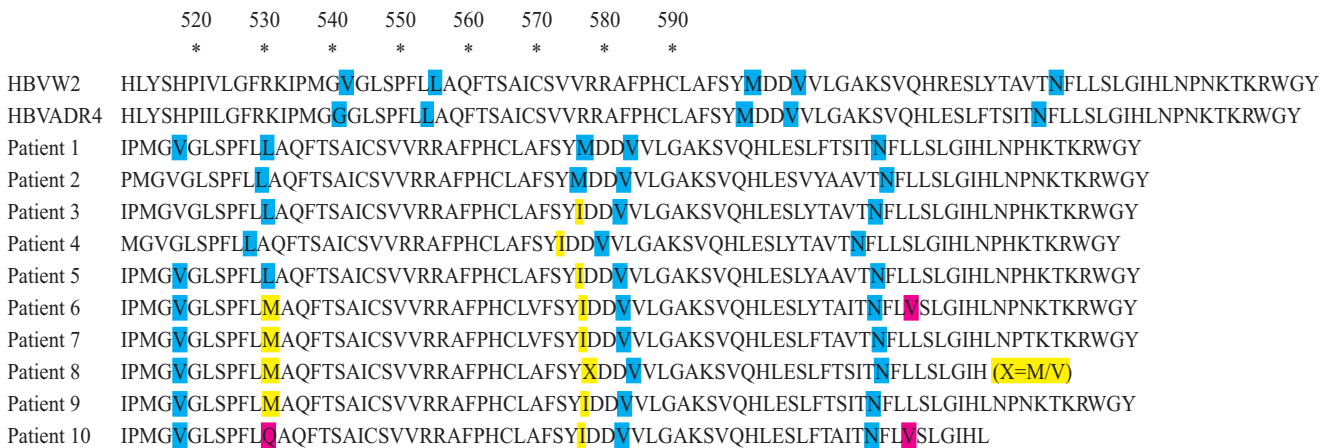 520 530 540 550 560 570 580 590
* * * * * * * *
HBVW2 HLYSHPIVLGFRKIPMGVGLSPFLLAQFTSAICSVVRRAFPHCLAFSYMDDVVLGAKSVQHRESLYTAVTNFLLSLGIHLNPNKTKRWGY
HBVADR4 HLYSHPIILGFRKIPMGGGLSPFLLAQFTSAICSVVRRAFPHCLAFSYMDDVVLGAKSVQHLESLFTSITNFLLSLGIHLNPNKTKRWGY
Patient 1 IPMGVGLSPFLLAQFTSAICSVVRRAFPHCLAFSYMDDVVLGAKSVQHLESLFTSITNFLLSLGIHLNPHKTKRWGY
Patient 2 PMGVGLSPFLLAQFTSAICSVVRRAFPHCLAFSYMDDVVLGAKSVQHLESVYAAVTNFLLSLGIHLNPNKTKRWGY
Patient 3 IPMGVGLSPFLLAQFTSAICSVVRRAFPHCLAFSYIDDVVLGAKSVQHLESLYTAVTNFLLSLGIHLNPHKTKRWGY
Patient 4 MGVGLSPFLLAQFTSAICSVVRRAFPHCLAFSYIDDVVLGAKSVQHLESLYTAVTNFLLSLGIHLNPHKTKRWGY
Patient 5 IPMGVGLSPFLLAQFTSAICSVVRRAFPHCLAFSYIDDVVLGAKSVQHLESLYAAVTNFLLSLGIHLNPHKTKRWGY
Patient 6 IPMGVGLSPFLMAQFTSAICSVVRRAFPHCLVFSYIDDVVLGAKSVQHLESLYTAITNFLVSLGIHLNPNKTKRWGY
Patient 7 IPMGVGLSPFLMAQFTSAICSVVRRAFPHCLAFSYIDDVVLGAKSVQHLESLFTAVTNFLLSLGIHLNPTKTKRWGY
Patient 8 IPMGVGLSPFLMAQFTSAICSVVRRAFPHCLAFSYXDDVVLGAKSVQHLESLFTSITNFLLSLGIH (X=M/V)
Patient 9 IPMGVGLSPFLMAQFTSAICSVVRRAFPHCLAFSYIDDVVLGAKSVQHLESLFTSITNFLLSLGIHLNPNKTKRWGY
Patient 10 IPMGVGLSPFLQAQFTSAICSVVRRAFPHCLAFSYIDDVVLGAKSVQHLESLFTAITNFLVSLGIHL